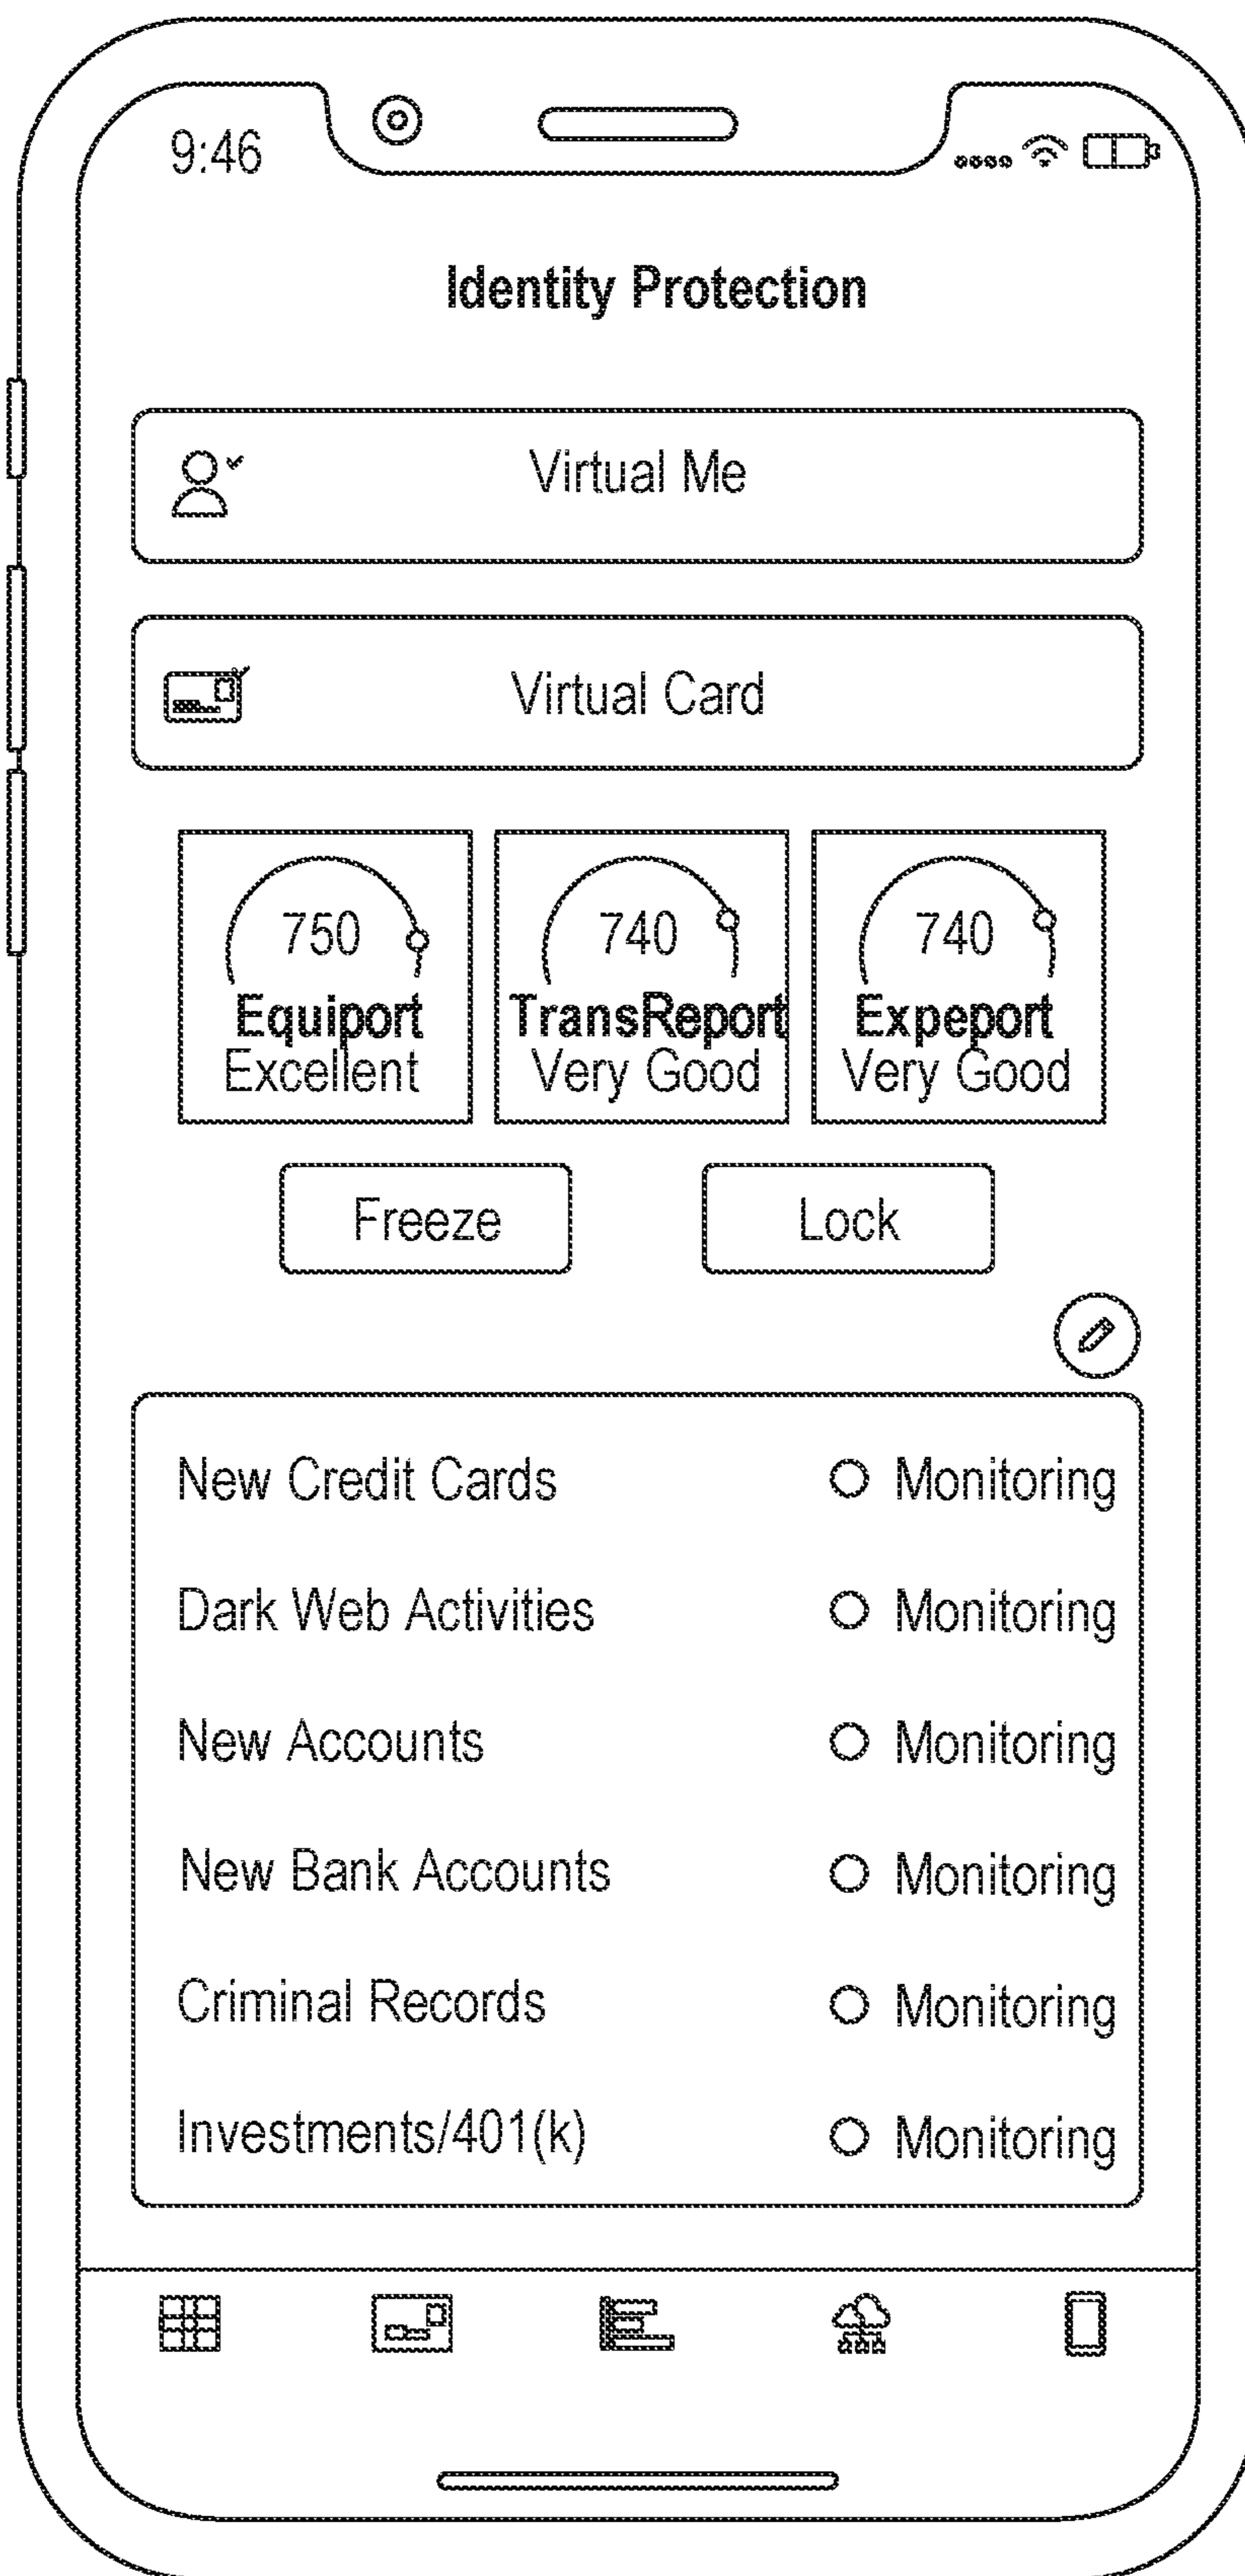 9:46
Identity Protection
Virtual Me
Virtual Card
750 740 740
Equiport TransReport Expeport
Excellent Very Good Very Good
Freeze Lock
New Credit Cards Monitoring
Dark Web Activities Monitoring
New Accounts Monitoring
New Bank Accounts Monitoring
Criminal Records Monitoring
Investments/401(k) Monitoring